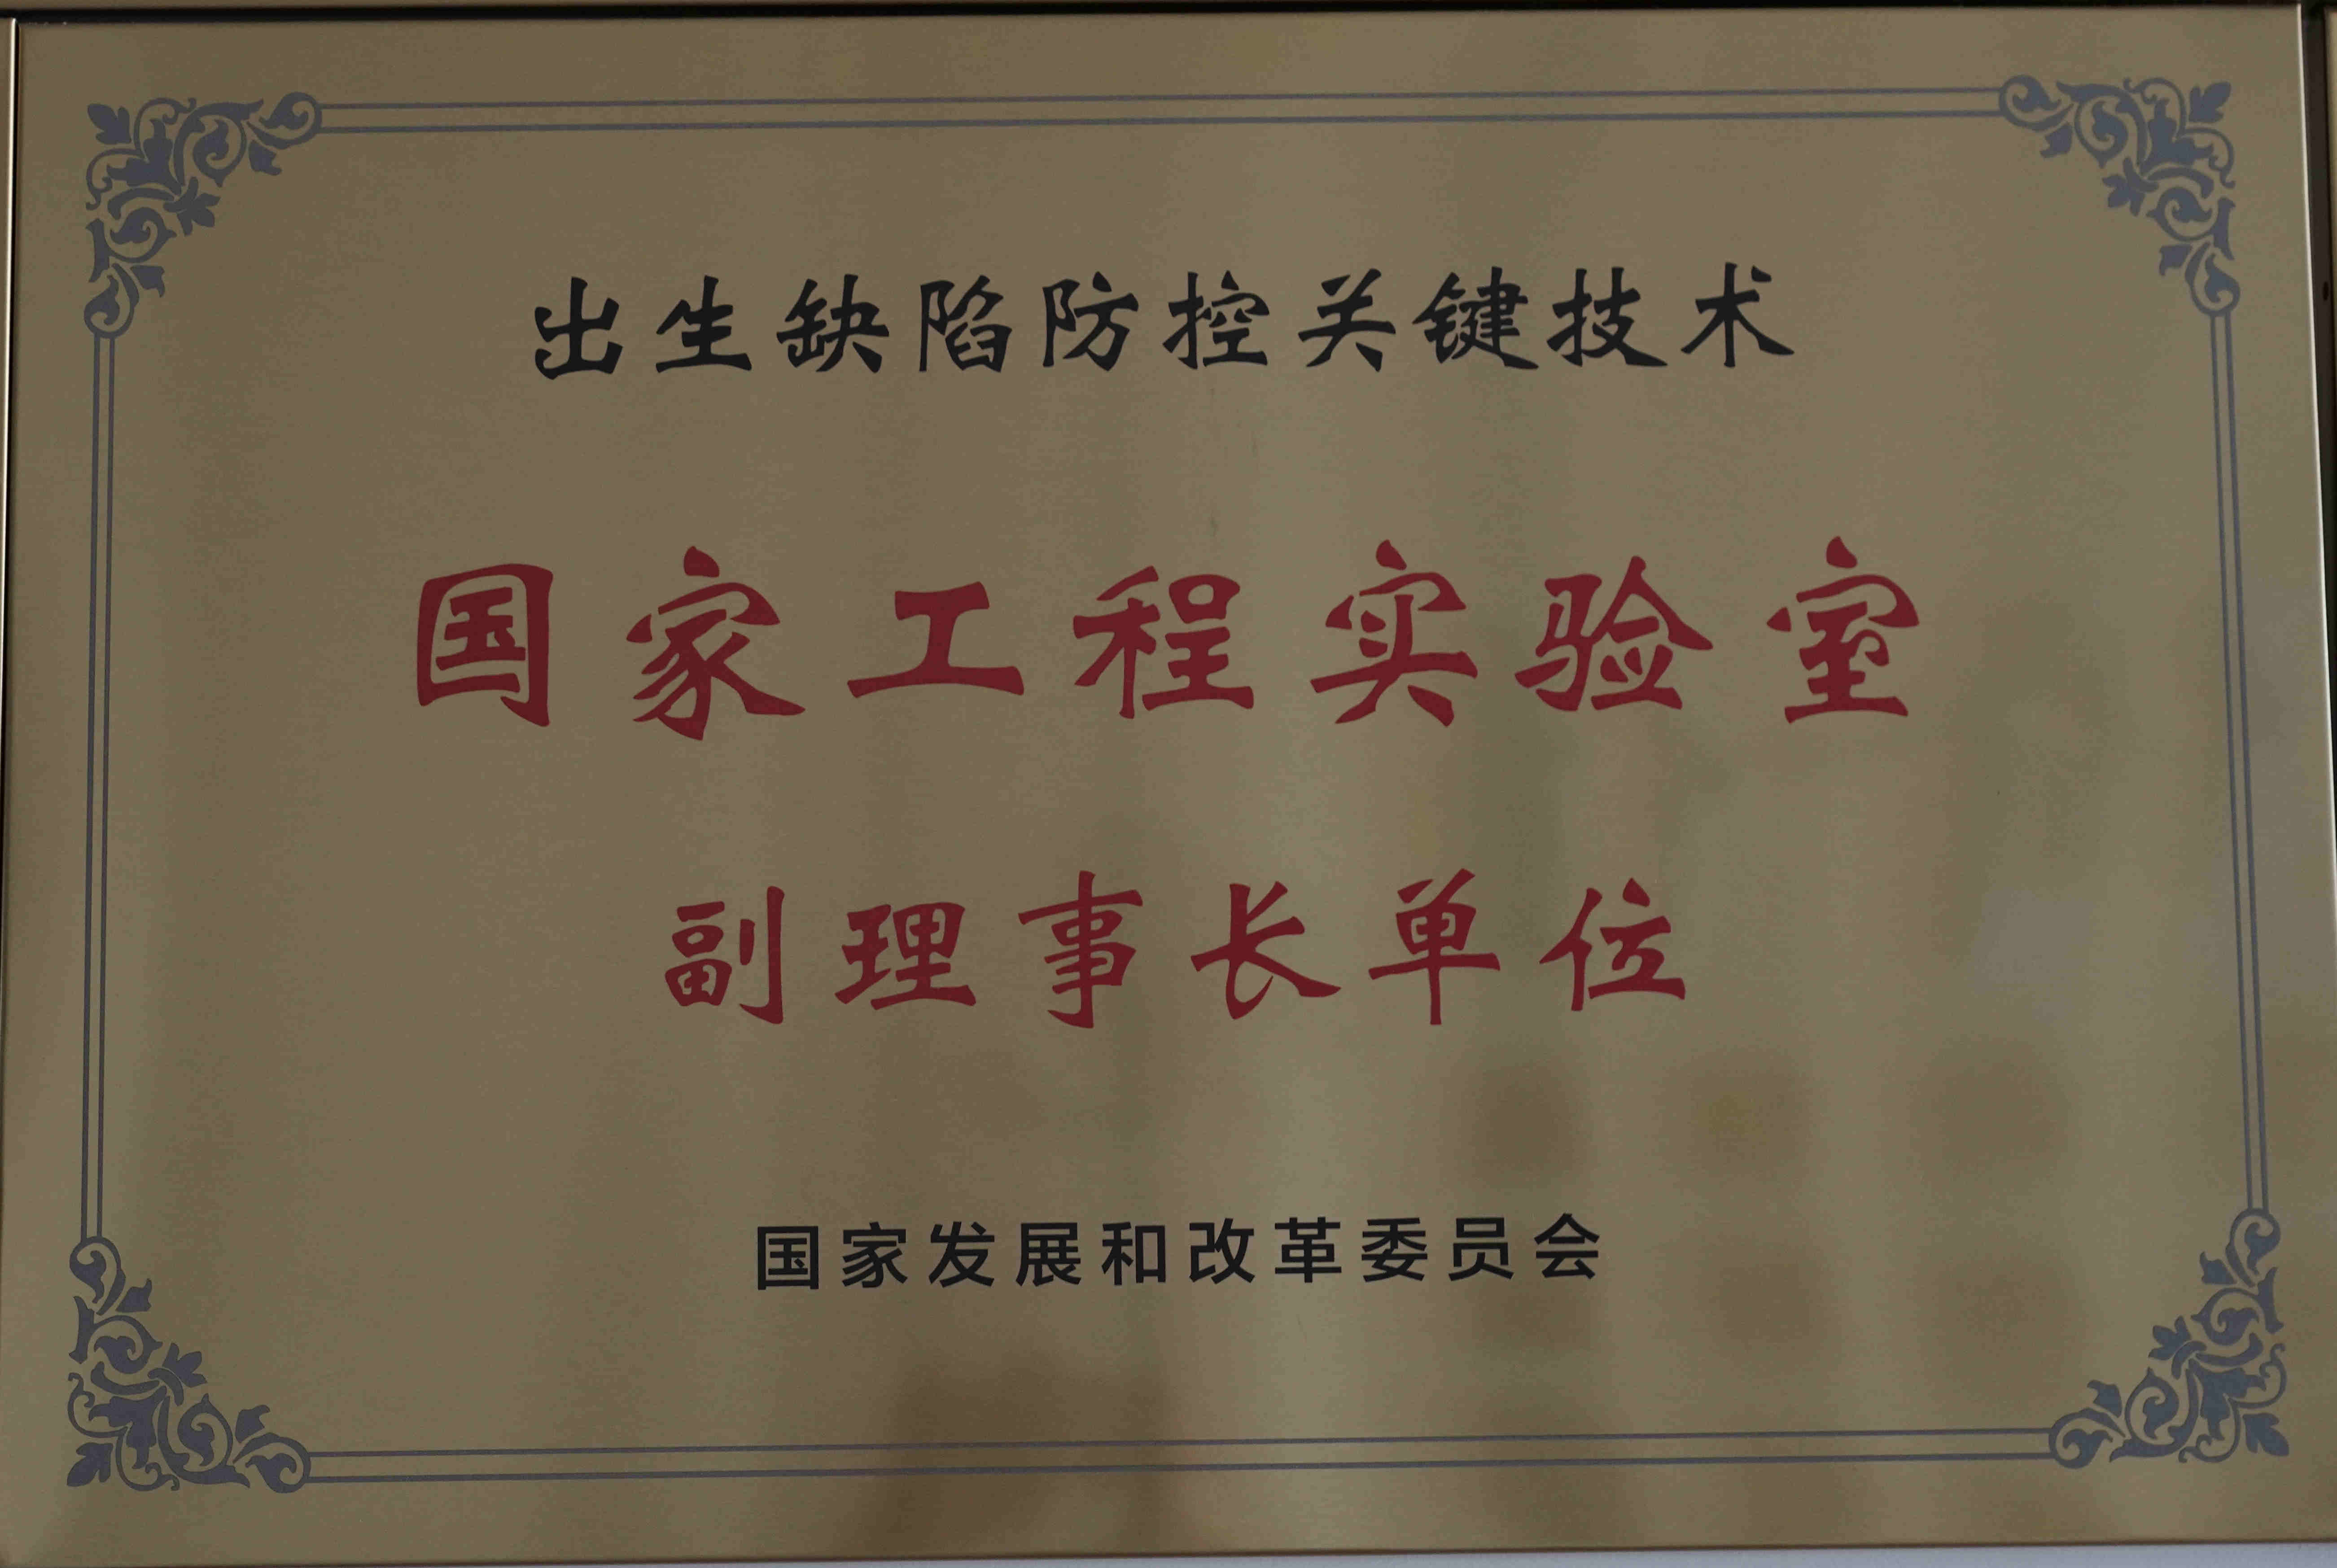 出生缺陷防控关键技术
国家工程实验室
副理事长单位
国家发展和改革委员会